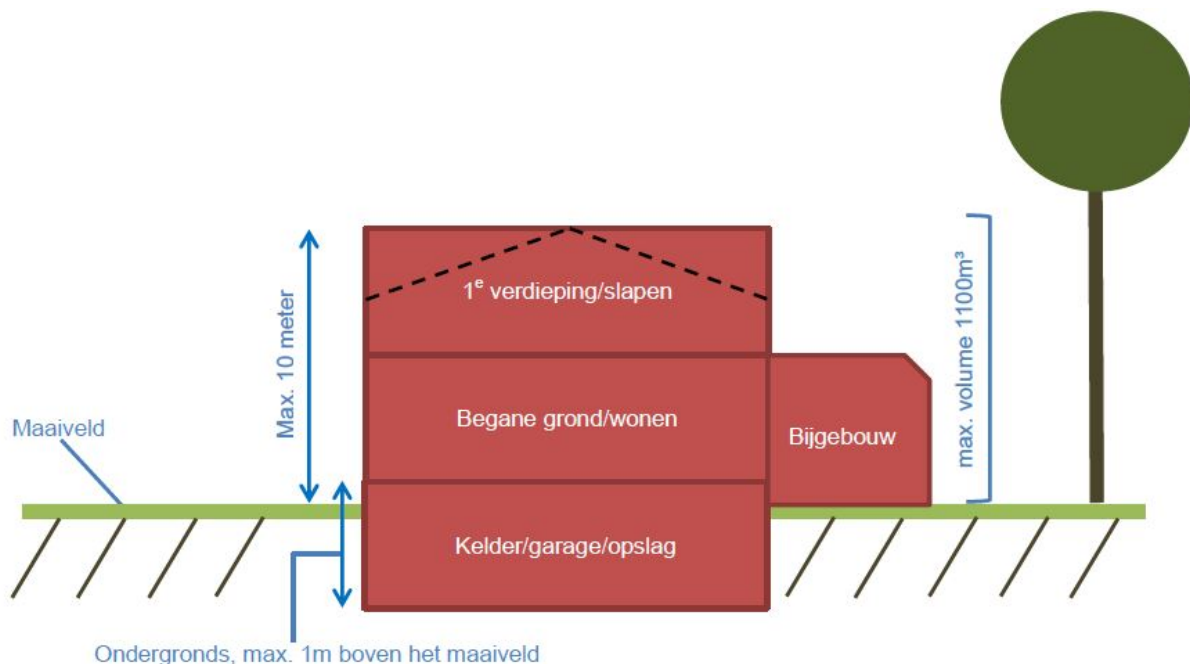 1e verdieping/slapen
Max. 10 meter
max. volume 1100m³
Begane grond/wonen
Bijgebouw
Maaiveld
Kelder/garage/opslag
Ondergronds, max. 1m boven het maaiveld